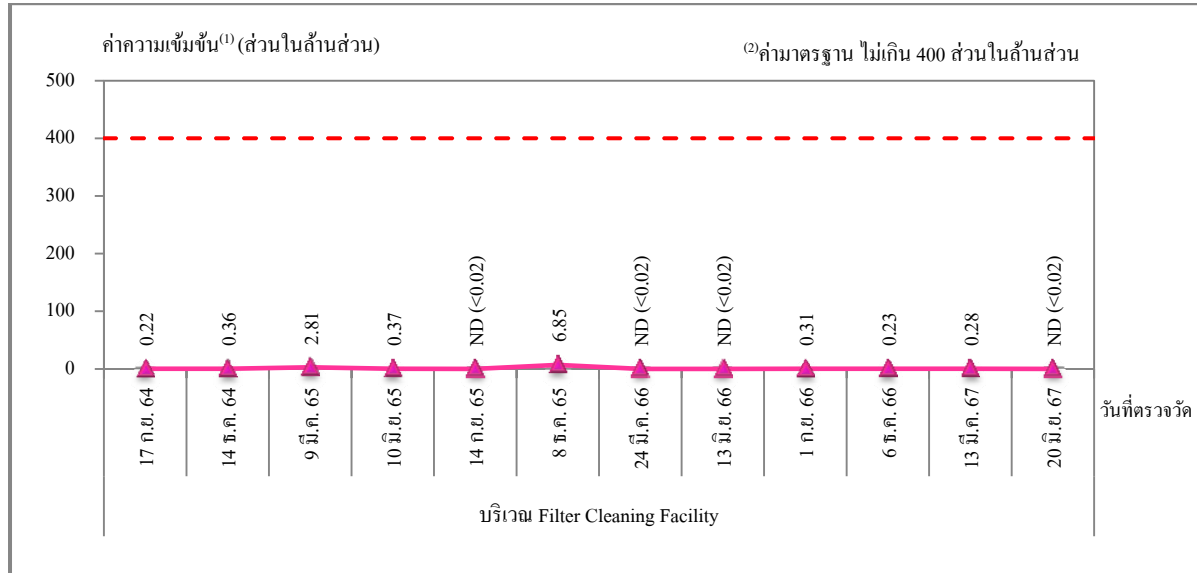 ค่าความเข้มข้น⁽¹⁾ (ส่วนในล้านส่วน)
⁽²⁾ค่ามาตรฐาน ไม่เกิน 400 ส่วนในล้านส่วน
500
400
300
200
100
0
0.22
0.36
2.81
0.37
ND (<0.02)
6.85
ND (<0.02)
ND (<0.02)
0.31
0.23
0.28
ND (<0.02)
17 ก.ย. 64
14 ธ.ค. 64
9 มี.ค. 65
10 มิ.ย. 65
14 ก.ย. 65
8 ธ.ค. 65
24 มี.ค. 66
13 มิ.ย. 66
1 ก.ย. 66
6 ธ.ค. 66
13 มี.ค. 67
20 มิ.ย. 67
วันที่ตรวจวัด
บริเวณ Filter Cleaning Facility